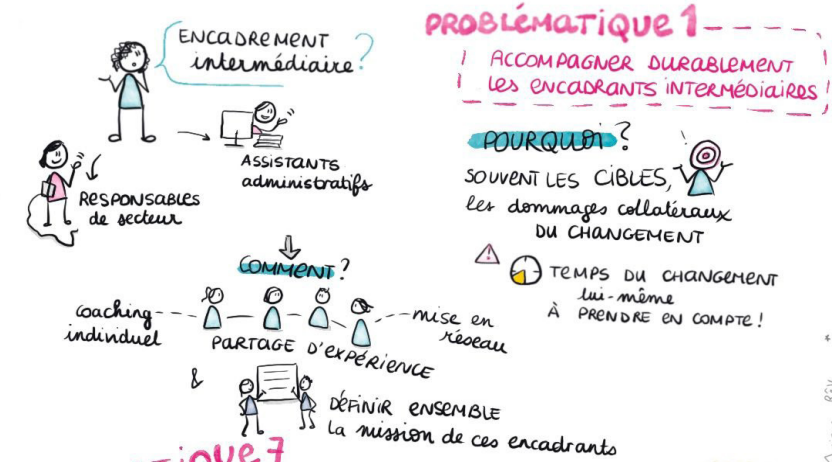 PROBLÉMATIQUE 1
ACCOMPAGNER DURABLEMENT
LES ENCADRANTS INTERMÉDIAIRES
ENCADREMENT
intermédiaire ?
ASSISTANTS
administratifs
RESPONSABLES
de secteur
POURQUOI ?
SOUVENT LES CIBLES,
les dommages collatéraux
DU CHANGEMENT
TEMPS DU CHANGEMENT
lui-même
À PRENDRE EN COMPTE !
COMMENT ?
coaching
individuel
mise en
réseau
PARTAGE D'EXPÉRIENCE
&
DÉFINIR ENSEMBLE
la mission de ces encadrants